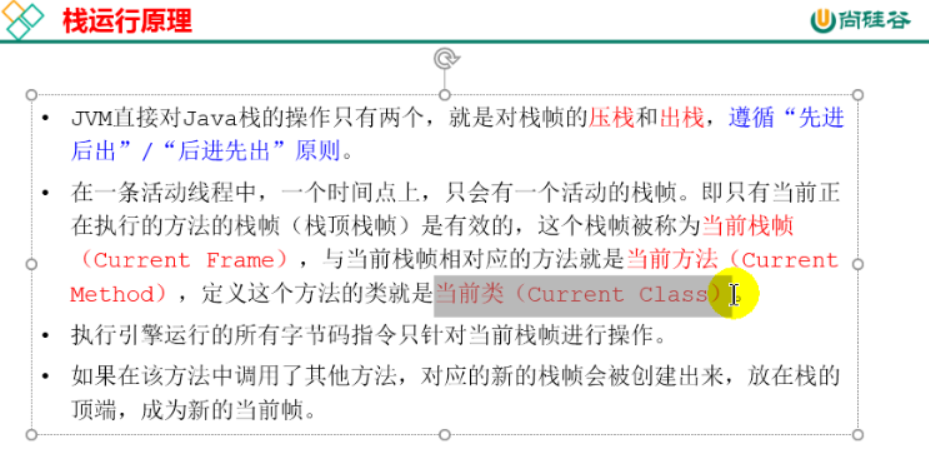 栈运行原理
尚硅谷
• JVM直接对Java栈的操作只有两个，就是对栈帧的压栈和出栈，遵循“先进
后出”/“后进先出”原则。
• 在一条活动线程中，一个时间点上，只会有一个活动的栈帧。即只有当前正
在执行的方法的栈帧（栈顶栈帧）是有效的，这个栈帧被称为当前栈帧
（Current Frame），与当前栈帧相对应的方法就是当前方法（Current
Method），定义这个方法的类就是当前类（Current Class）。
• 执行引擎运行的所有字节码指令只针对当前栈帧进行操作。
• 如果在该方法中调用了其他方法，对应的新的栈帧会被创建出来，放在栈的
顶端，成为新的当前帧。